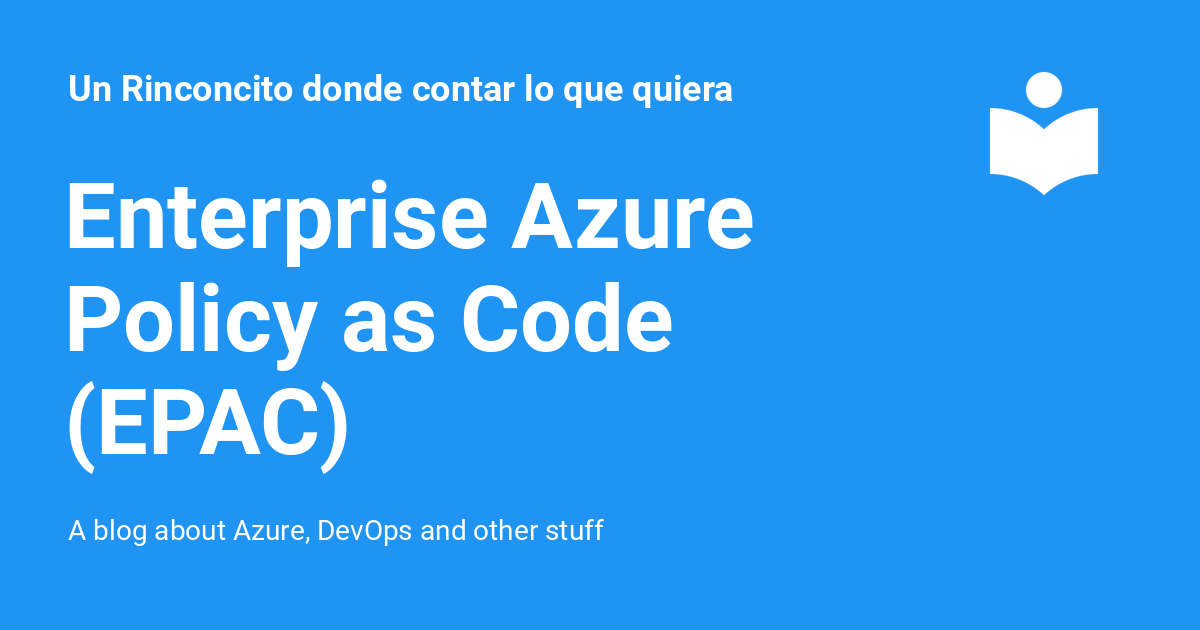 Un Rinconcito donde contar lo que quiera
Enterprise Azure
Policy as Code
(EPAC)
A blog about Azure, DevOps and other stuff